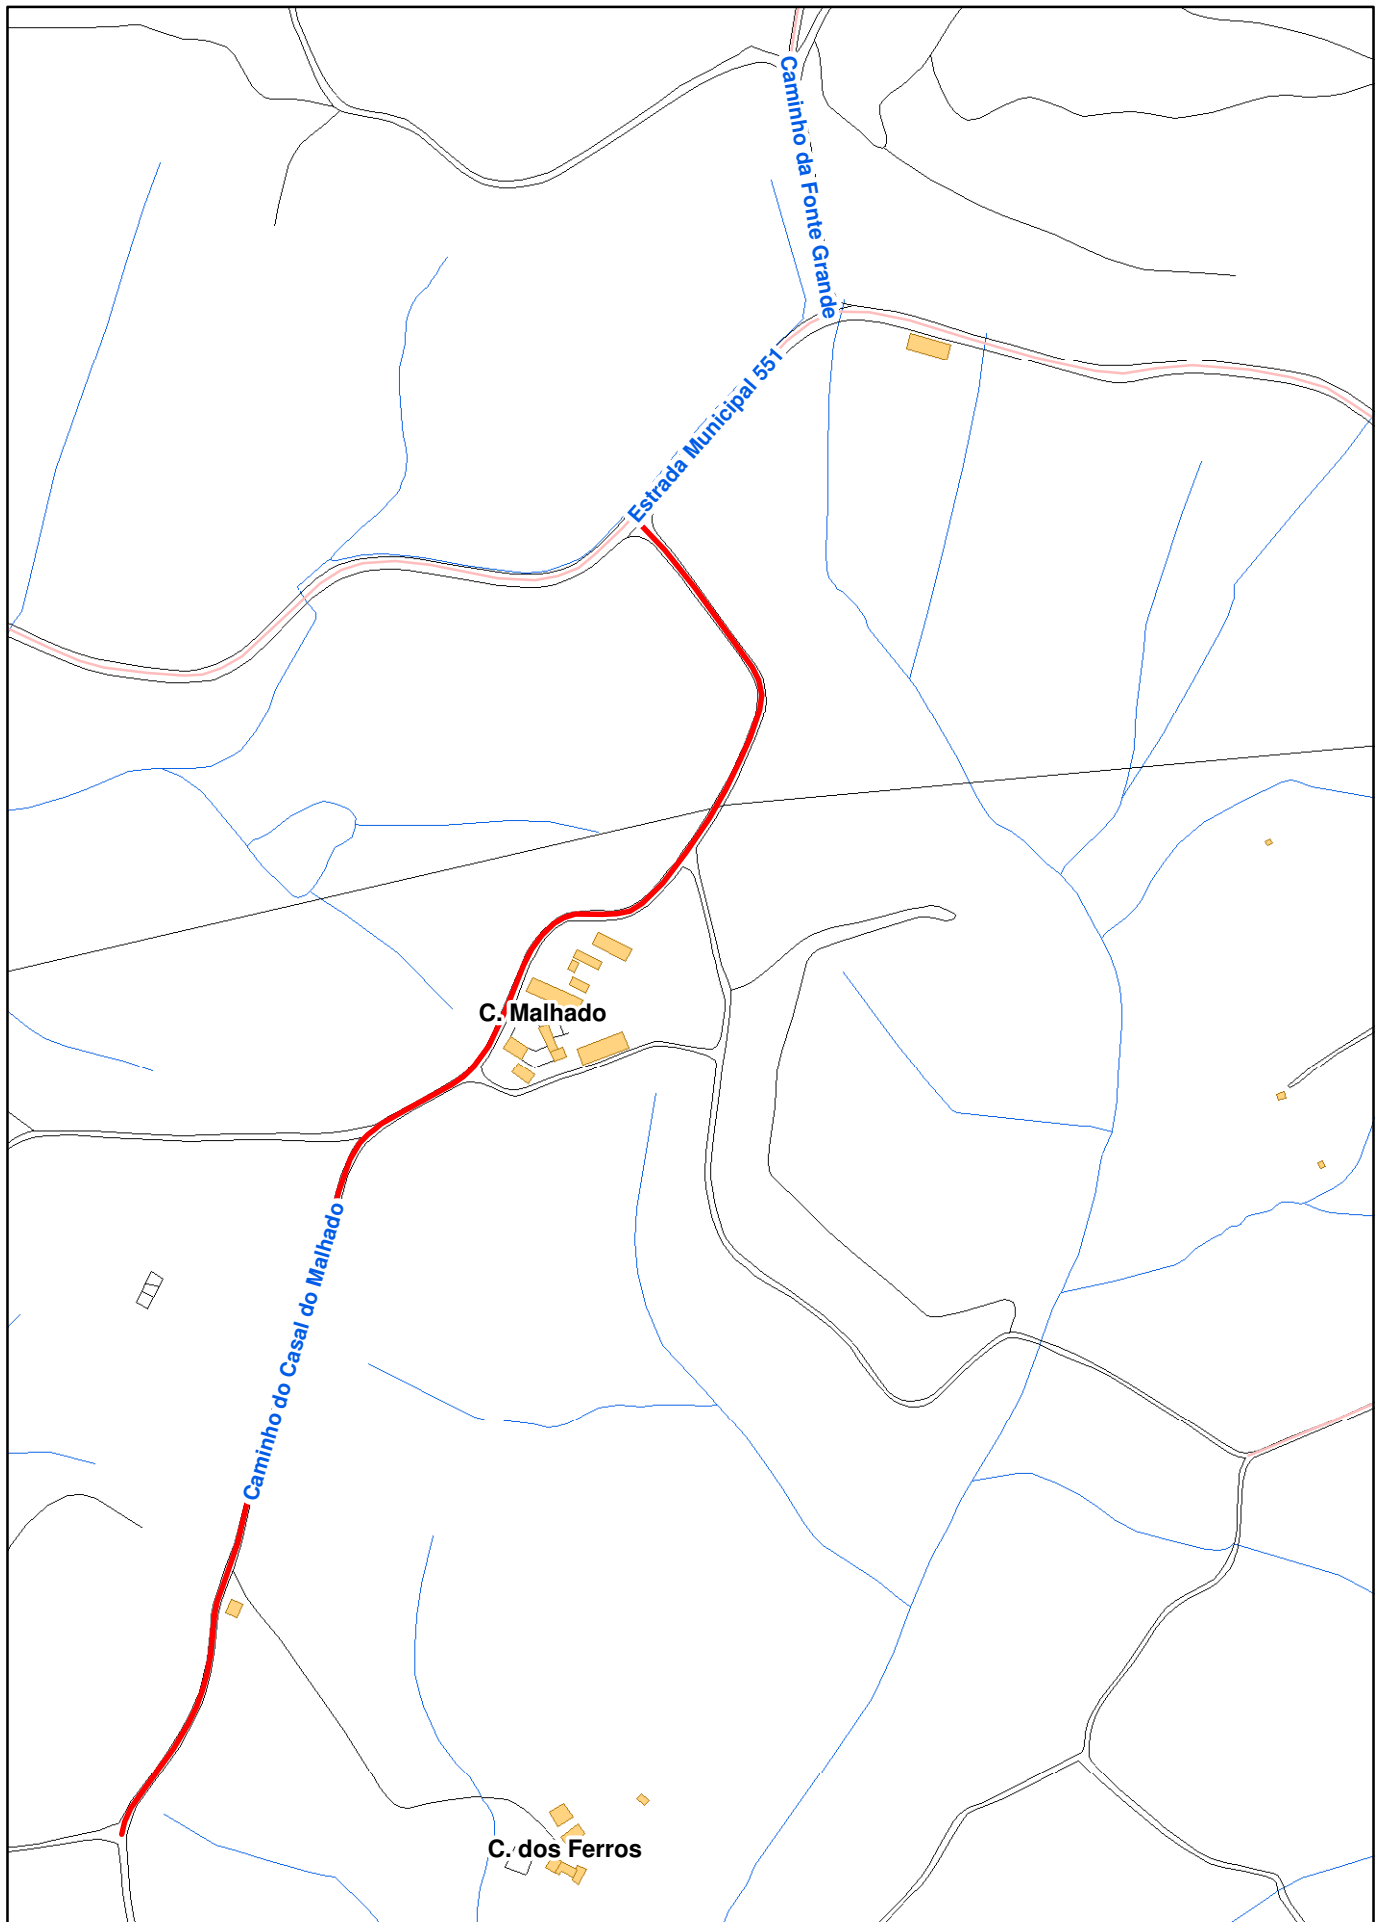 Caminho da Fonte Grande
Estrada Municipal 551
C. Malhado
Caminho do Casal do Malhado
C. dos Ferros